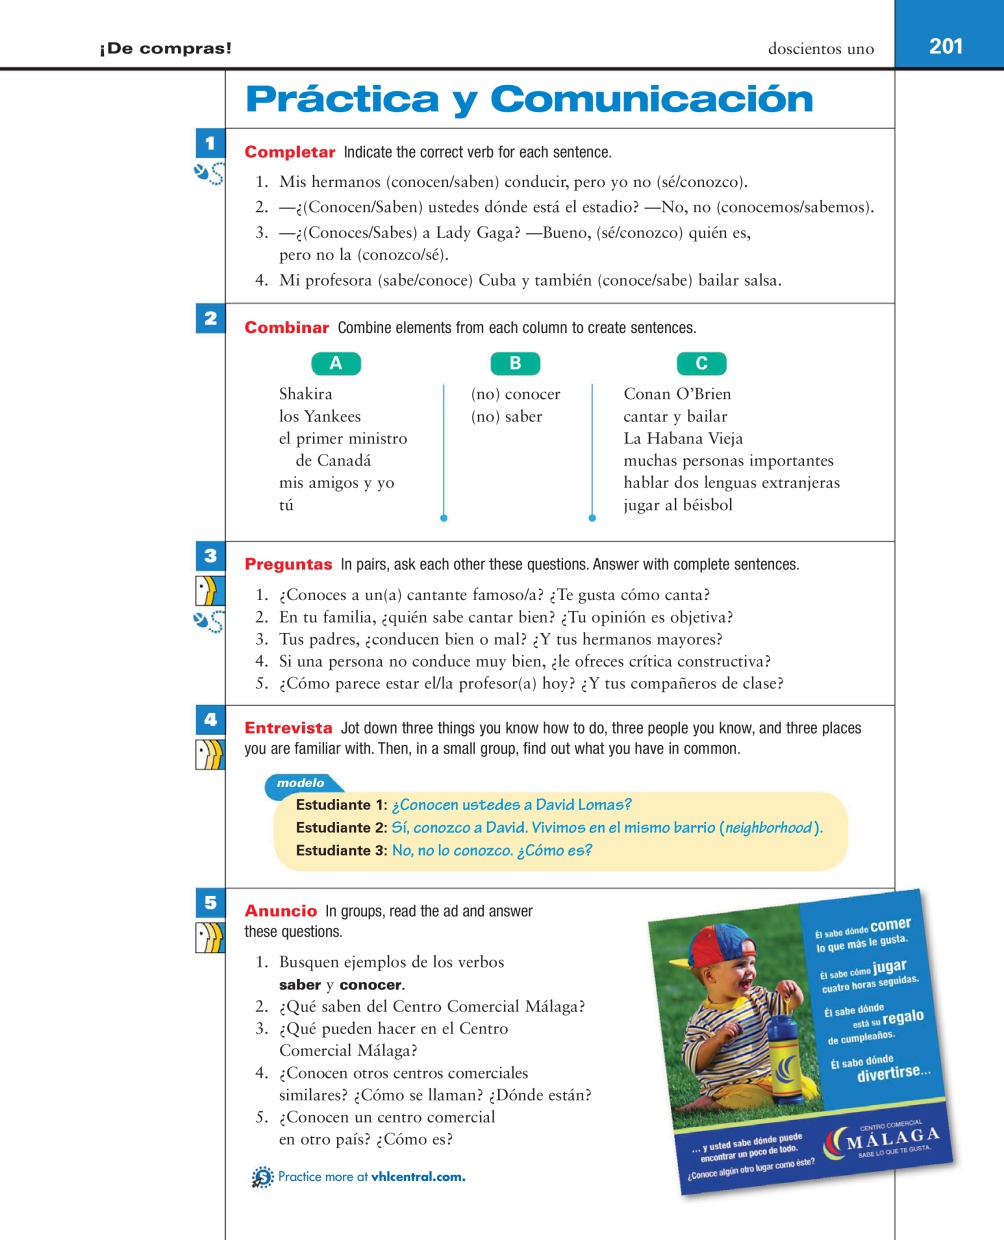 ¡De compras!
doscientos uno
201
Práctica y Comunicación
1
Completar Indicate the correct verb for each sentence.
1. Mis hermanos (conocen/saben) conducir, pero yo no (sé/conozco).
2. —¿(Conocen/Saben) ustedes dónde está el estadio? —No, no (conocemos/sabemos).
3. —¿(Conoces/Sabes) a Lady Gaga? —Bueno, (sé/conozco) quién es,
pero no la (conozco/sé).
4. Mi profesora (sabe/conoce) Cuba y también (conoce/sabe) bailar salsa.
2
Combinar Combine elements from each column to create sentences.
A
Shakira
los Yankees
el primer ministro
de Canadá
mis amigos y yo
tú
B
(no) conocer
(no) saber
C
Conan O'Brien
cantar y bailar
La Habana Vieja
muchas personas importantes
hablar dos lenguas extranjeras
jugar al béisbol
3
Preguntas In pairs, ask each other these questions. Answer with complete sentences.
1. ¿Conoces a un(a) cantante famoso/a? ¿Te gusta cómo canta?
2. En tu familia, ¿quién sabe cantar bien? ¿Tu opinión es objetiva?
3. Tus padres, ¿conducen bien o mal? ¿Y tus hermanos mayores?
4. Si una persona no conduce muy bien, ¿le ofreces crítica constructiva?
5. ¿Cómo parece estar el/la profesor(a) hoy? ¿Y tus compañeros de clase?
4
Entrevista Jot down three things you know how to do, three people you know, and three places
you are familiar with. Then, in a small group, find out what you have in common.
modelo
Estudiante 1: ¿Conocen ustedes a David Lomas?
Estudiante 2: Sí, conozco a David. Vivimos en el mismo barrio (neighborhood).
Estudiante 3: No, no lo conozco. ¿Cómo es?
5
Anuncio In groups, read the ad and answer
these questions.
1. Busquen ejemplos de los verbos
saber y conocer.
2. ¿Qué saben del Centro Comercial Málaga?
3. ¿Qué pueden hacer en el Centro
Comercial Málaga?
4. ¿Conocen otros centros comerciales
similares? ¿Cómo se llaman? ¿Dónde están?
5. ¿Conocen un centro comercial
en otro país? ¿Cómo es?
Practice more at vhlcentral.com.
Él sabe dónde comer
lo que más le gusta.
Él sabe cómo jugar
cuatro horas seguidas.
Él sabe dónde
está su regalo
de cumpleaños.
Él sabe dónde
divertirse...
... y usted sabe dónde puede
encontrar un poco de todo.
¿Conoce algún otro lugar como éste?
CENTRO COMERCIAL
MÁLAGA
SABE LO QUE TE GUSTA.